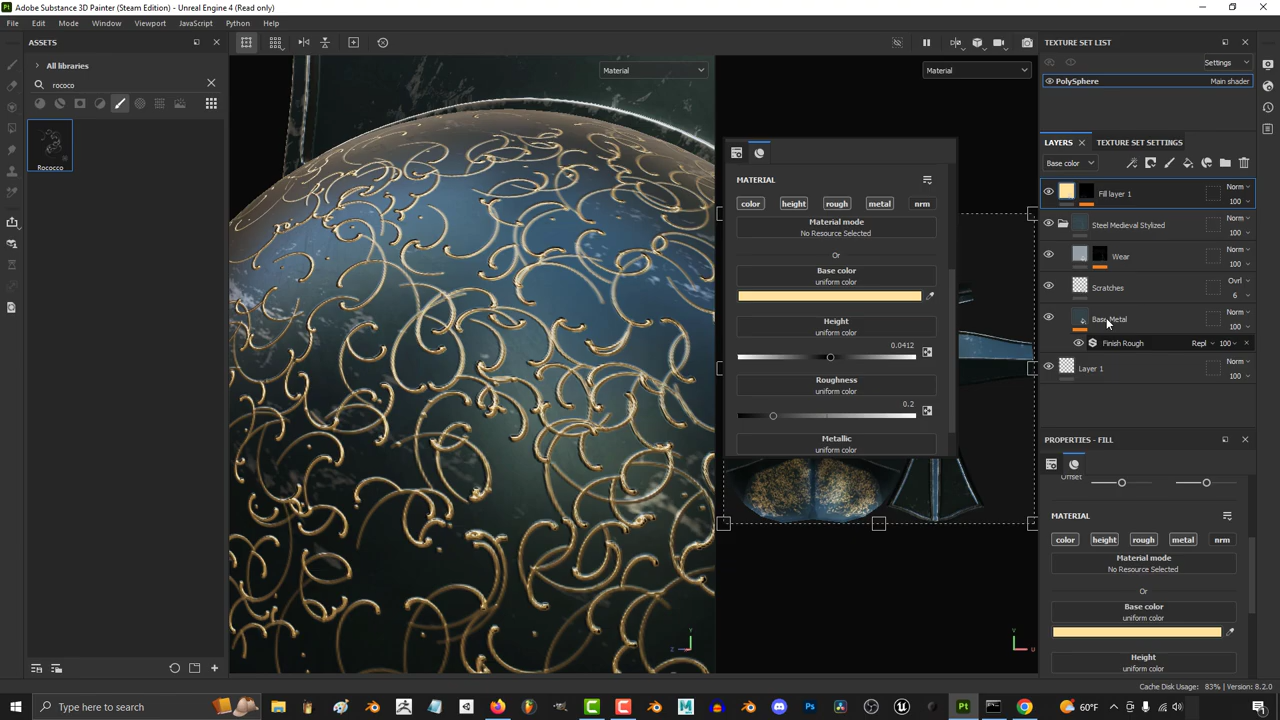 Adobe Substance 3D Painter (Steam Edition) - Unreal Engine 4 (Read only)
File Edit Mode Window Viewport JavaScript Python Help
ASSETS
All libraries
rococo
Rococco
Material
Material
MATERIAL
color height rough metal nrm
Material mode
No Resource Selected
Or
Base color
uniform color
Height
uniform color
0.0412
Roughness
uniform color
0.2
Metallic
uniform color
Z Y
V U
TEXTURE SET LIST
Settings
PolySphere Main shader
LAYERS TEXTURE SET SETTINGS
Base color
Fill layer 1 Norm 100
Steel Medieval Stylized Norm 100
Wear Norm 100
Scratches Ovrl 6
Base Metal Norm 100
Finish Rough Repl 100
Layer 1 Norm 100
PROPERTIES - FILL
Offset
MATERIAL
color height rough metal nrm
Material mode
No Resource Selected
Or
Base color
uniform color
Height
uniform color
Cache Disk Usage: 83% | Version: 8.2.0
Type here to search
60°F